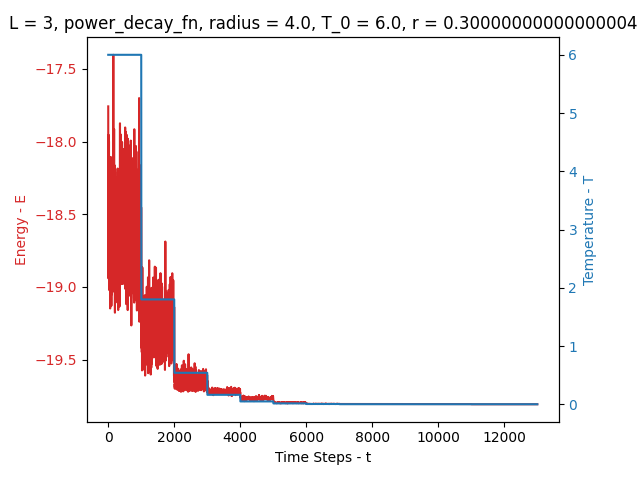 L = 3, power_decay_fn, radius = 4.0, T_0 = 6.0, r = 0.30000000000000004
−17.5
−18.0
−18.5
−19.0
−19.5
Energy - E
6
5
4
3
2
1
0
Temperature - T
0 2000 4000 6000 8000 10000 12000
Time Steps - t